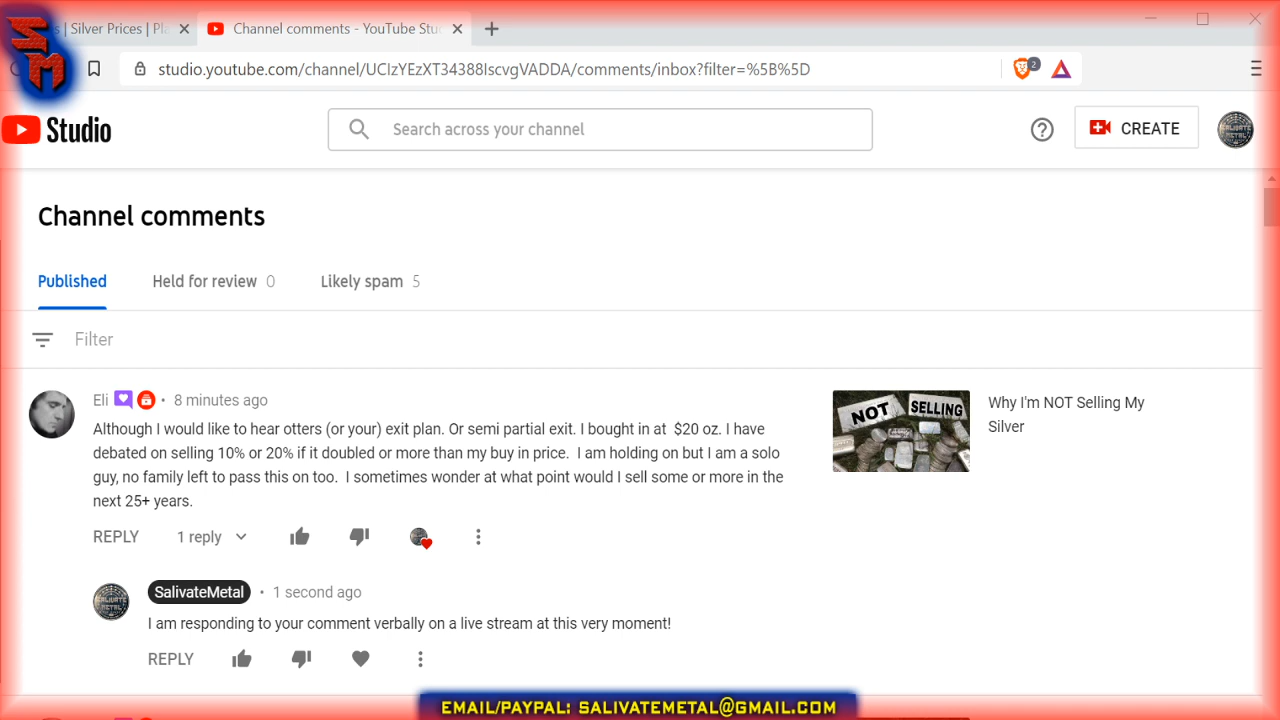 SM
s | Silver Prices | Pla
Channel comments - YouTube Stud
studio.youtube.com/channel/UCIzYEzXT34388IscvgVADDA/comments/inbox?filter=%5B%5D
2
Studio
Search across your channel
CREATE
Channel comments
Published
Held for review 0
Likely spam 5
Filter
Eli • 8 minutes ago
Although I would like to hear otters (or your) exit plan. Or semi partial exit. I bought in at $20 oz. I have
debated on selling 10% or 20% if it doubled or more than my buy in price. I am holding on but I am a solo
guy, no family left to pass this on too. I sometimes wonder at what point would I sell some or more in the
next 25+ years.
NOT SELLING
Why I'm NOT Selling My
Silver
REPLY 1 reply
SalivateMetal • 1 second ago
I am responding to your comment verbally on a live stream at this very moment!
REPLY
EMAIL/PAYPAL: SALIVATEMETAL@GMAIL.COM